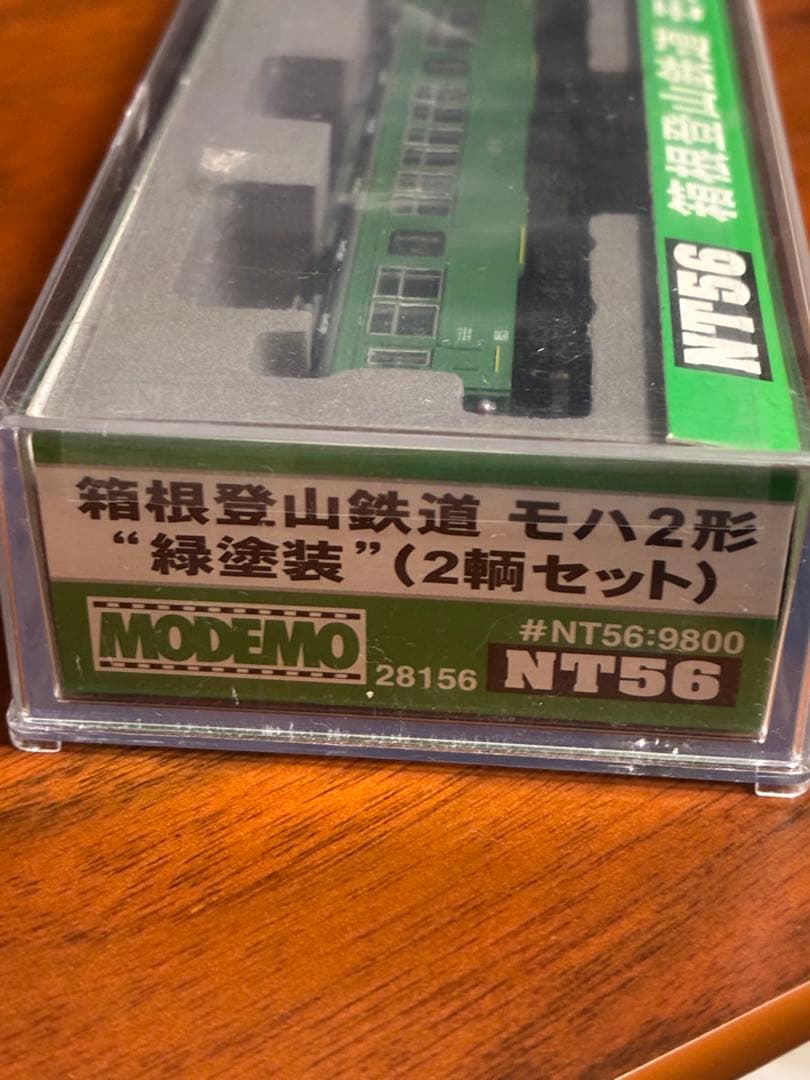 箱根登山鉄道
NT56
箱根登山鉄道 モハ2形
“緑塗装”（2輌セット）
MODEMO
28156
#NT56:9800
NT56